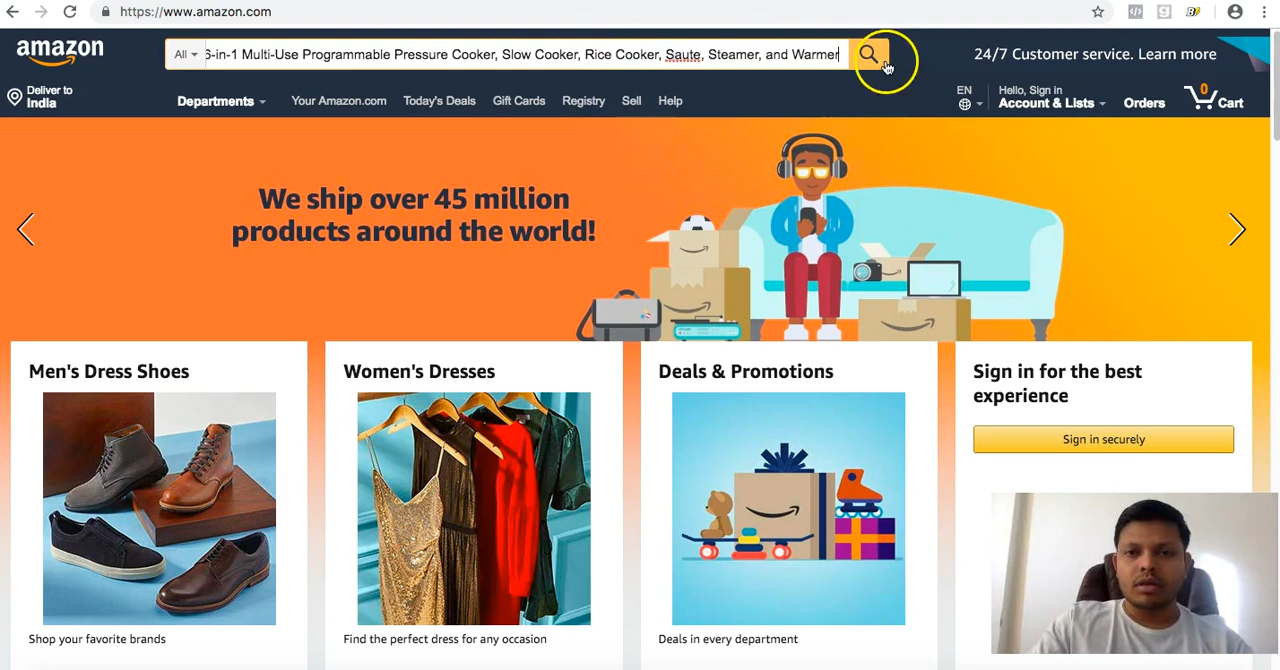 https://www.amazon.com
amazon
All
6-in-1 Multi-Use Programmable Pressure Cooker, Slow Cooker, Rice Cooker, Saute, Steamer, and Warmer
24/7 Customer service. Learn more
Deliver to
India
Departments
Your Amazon.com
Today's Deals
Gift Cards
Registry
Sell
Help
EN
Hello, Sign in
Account & Lists
Orders
0
Cart
We ship over 45 million
products around the world!
Men's Dress Shoes
Women's Dresses
Deals & Promotions
Sign in for the best
experience
Sign in securely
Shop your favorite brands
Find the perfect dress for any occasion
Deals in every department